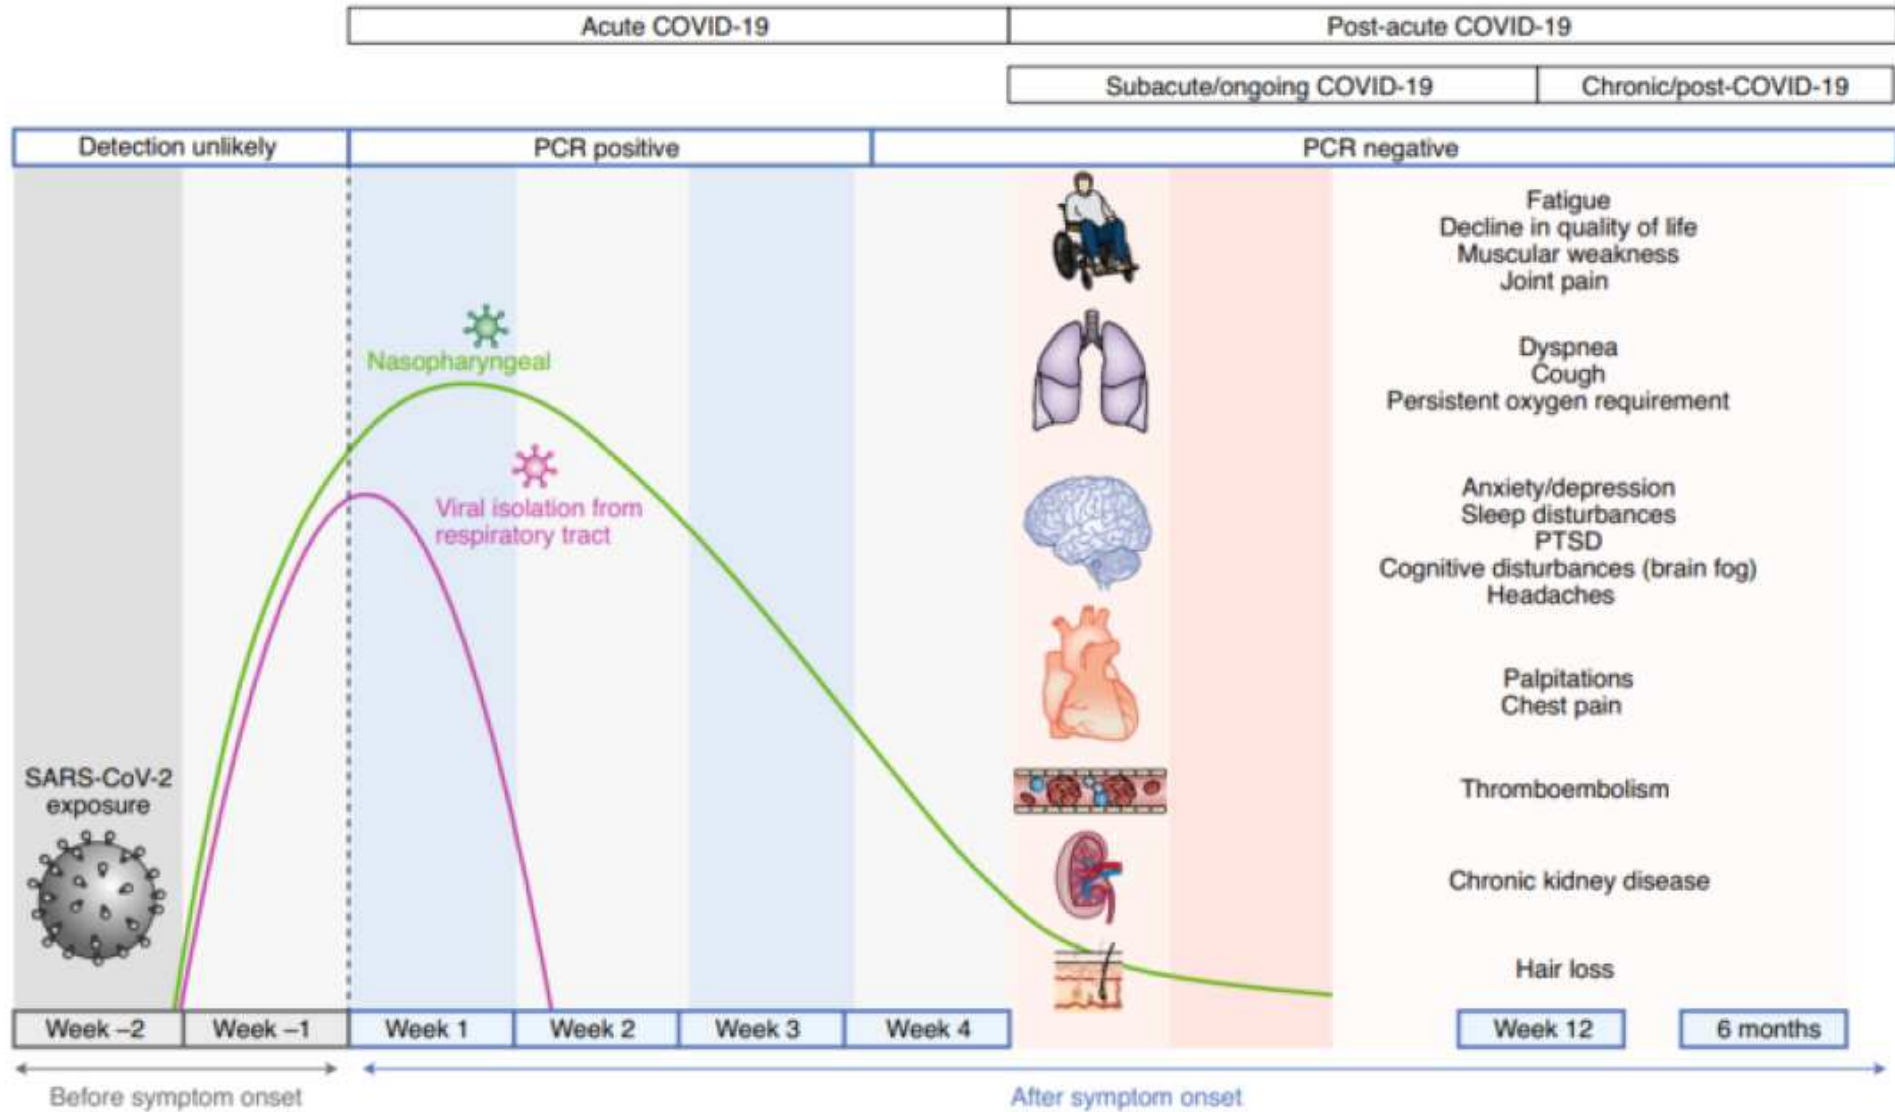 Acute COVID-19
Post-acute COVID-19
Subacute/ongoing COVID-19
Chronic/post-COVID-19
Detection unlikely
PCR positive
PCR negative
Fatigue
Decline in quality of life
Muscular weakness
Joint pain
Nasopharyngeal
Dyspnea
Cough
Persistent oxygen requirement
Viral isolation from
respiratory tract
Anxiety/depression
Sleep disturbances
PTSD
Cognitive disturbances (brain fog)
Headaches
Palpitations
Chest pain
SARS-CoV-2
exposure
Thromboembolism
Chronic kidney disease
Hair loss
Week –2
Week –1
Week 1
Week 2
Week 3
Week 4
Week 12
6 months
Before symptom onset
After symptom onset